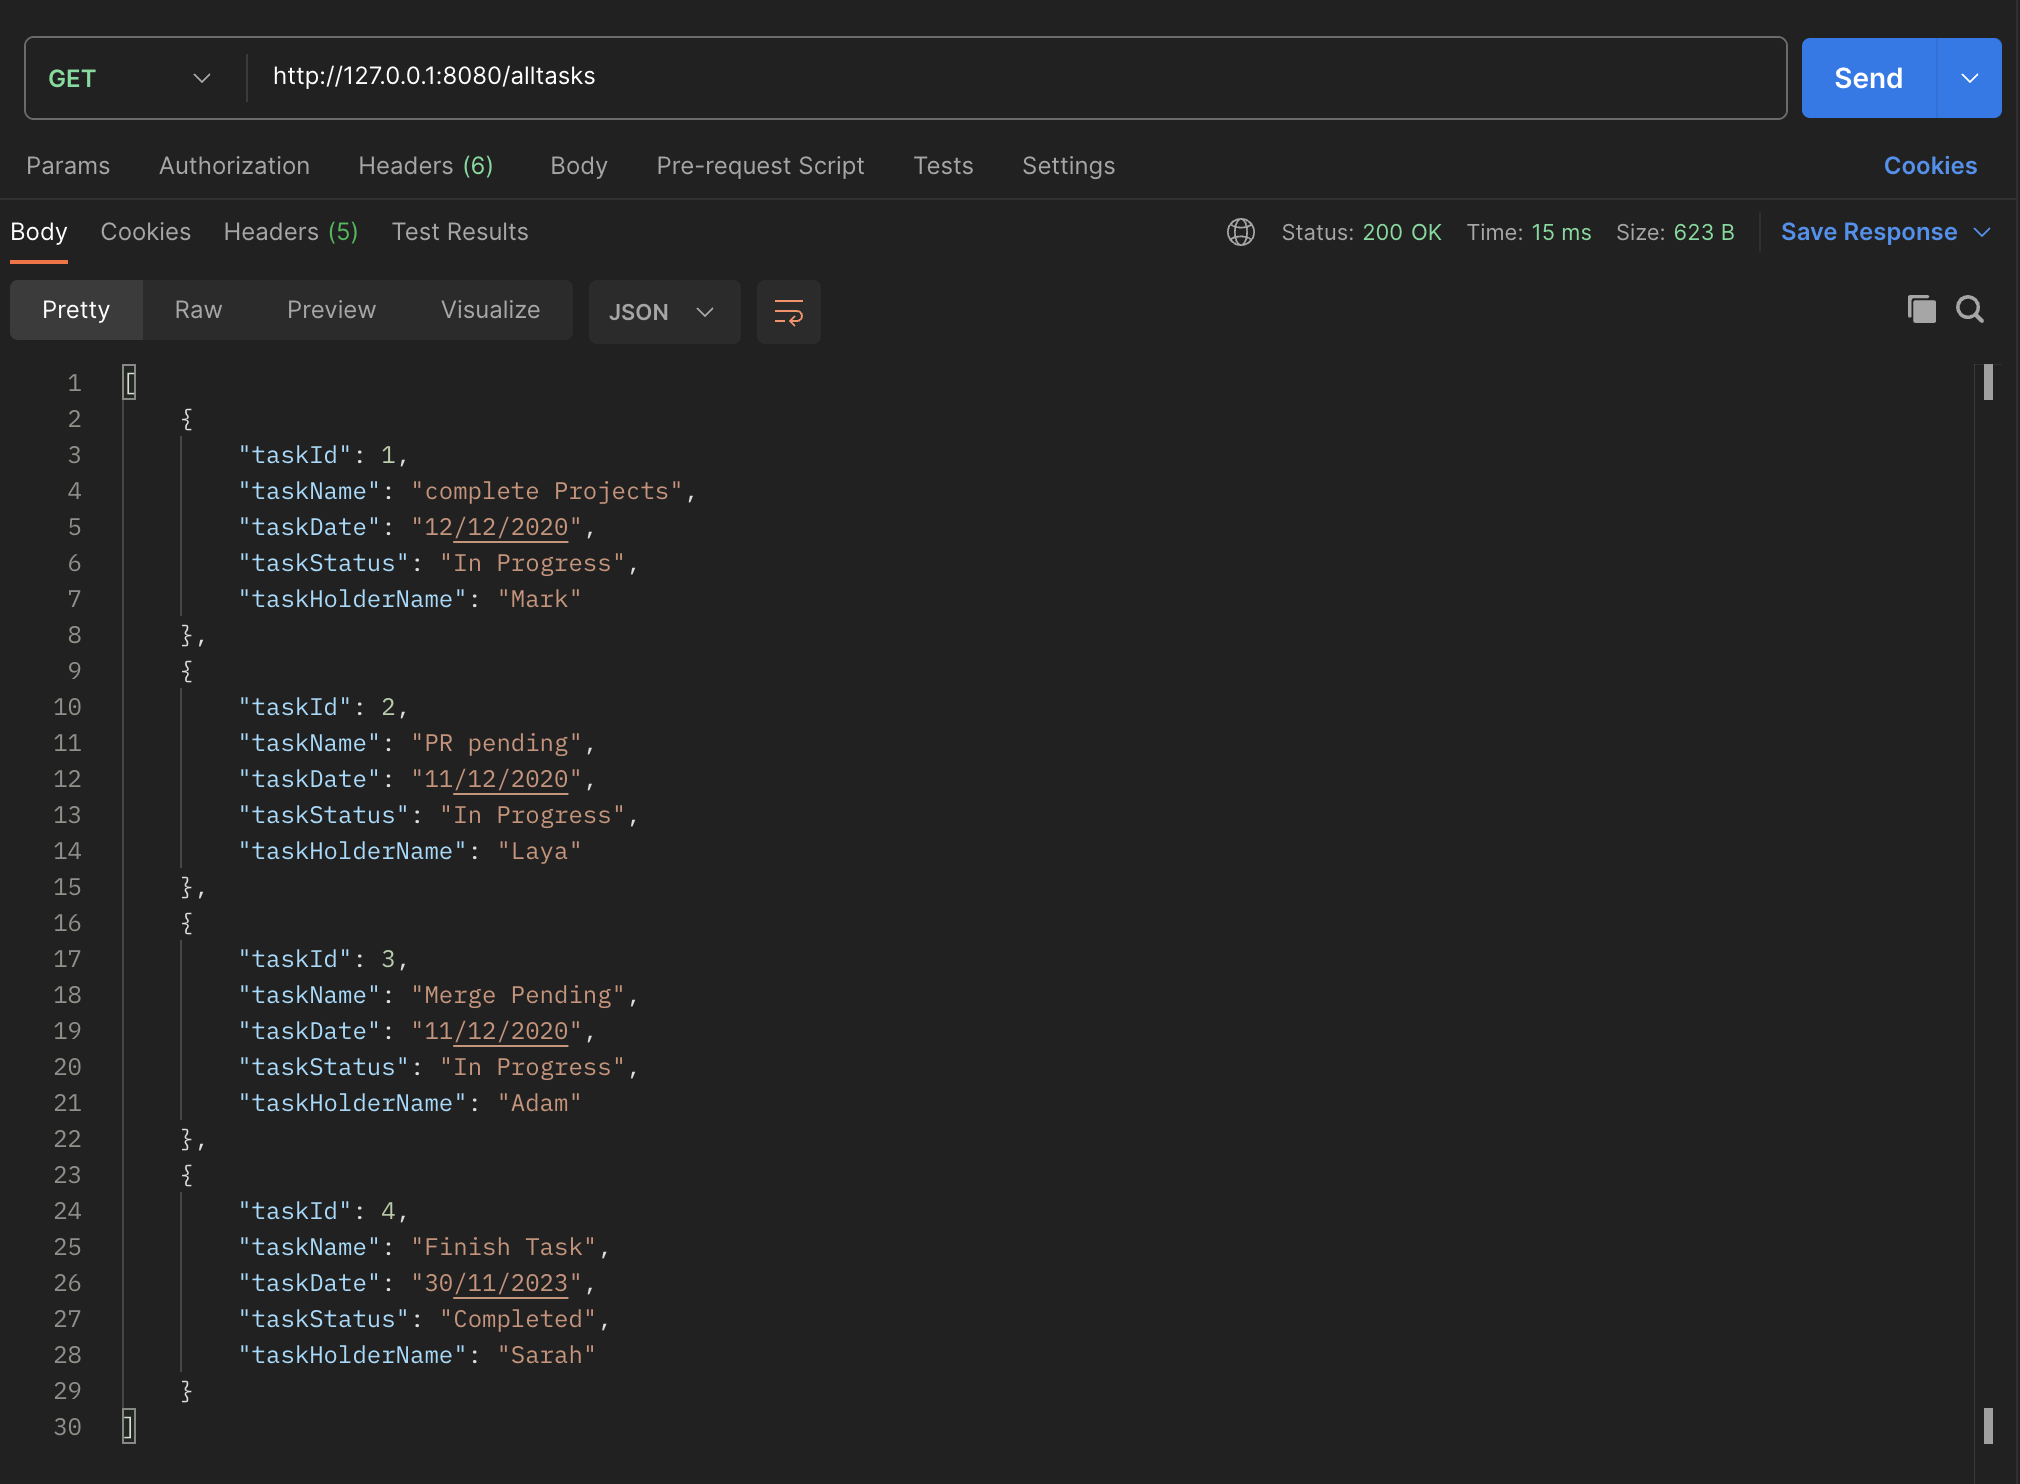 GET http://127.0.0.1:8080/alltasks Send
Params Authorization Headers (6) Body Pre-request Script Tests Settings Cookies
Body Cookies Headers (5) Test Results Status: 200 OK Time: 15 ms Size: 623 B Save Response
Pretty Raw Preview Visualize JSON
1 [
2 {
3 "taskId": 1,
4 "taskName": "complete Projects",
5 "taskDate": "12/12/2020",
6 "taskStatus": "In Progress",
7 "taskHolderName": "Mark"
8 },
9 {
10 "taskId": 2,
11 "taskName": "PR pending",
12 "taskDate": "11/12/2020",
13 "taskStatus": "In Progress",
14 "taskHolderName": "Laya"
15 },
16 {
17 "taskId": 3,
18 "taskName": "Merge Pending",
19 "taskDate": "11/12/2020",
20 "taskStatus": "In Progress",
21 "taskHolderName": "Adam"
22 },
23 {
24 "taskId": 4,
25 "taskName": "Finish Task",
26 "taskDate": "30/11/2023",
27 "taskStatus": "Completed",
28 "taskHolderName": "Sarah"
29 }
30 ]